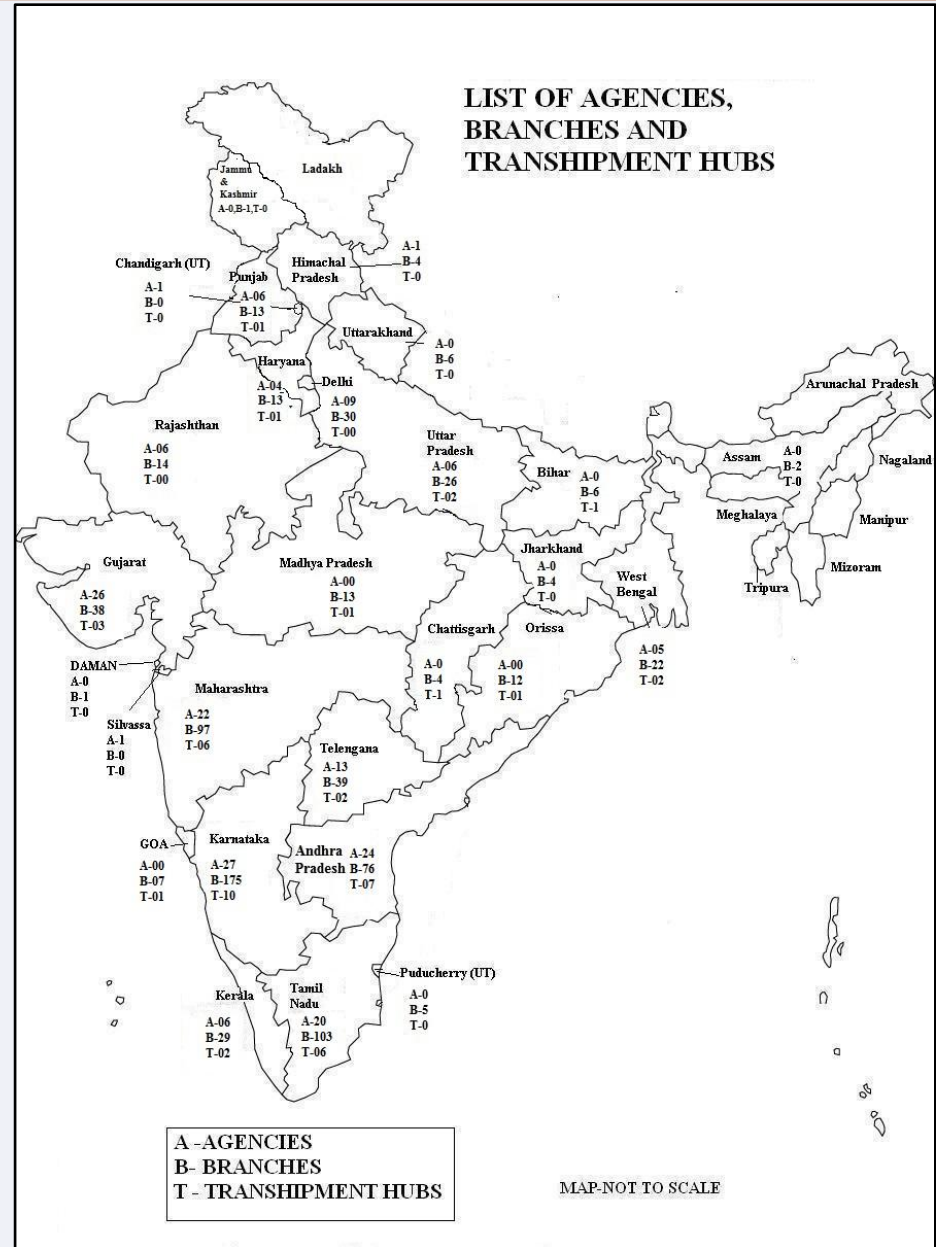 LIST OF AGENCIES,
BRANCHES AND
TRANSHIPMENT HUBS
Jammu
&
Kashmir
A-0,B-1,T-0
Ladakh
Chandigarh (UT)
A-1
B-0
T-0
Punjab
A-06
B-13
T-01
Himachal
Pradesh
A-1
B-4
T-0
Uttarakhand
A-0
B-6
T-0
Haryana
A-04
B-13
T-01
Delhi
A-09
B-30
T-00
Rajashthan
A-06
B-14
T-00
Uttar
Pradesh
A-06
B-26
T-02
Bihar
A-0
B-6
T-1
Arunachal Pradesh
Assam
A-0
B-2
T-0
Nagaland
Meghalaya
Manipur
Tripura
Mizoram
Gujarat
A-26
B-38
T-03
Madhya Pradesh
A-00
B-13
T-01
Jharkhand
A-0
B-4
T-0
West
Bengal
A-05
B-22
T-02
Chattisgarh
A-0
B-4
T-1
Orissa
A-00
B-12
T-01
DAMAN
A-0
B-1
T-0
Silvassa
A-1
B-0
T-0
Maharashtra
A-22
B-97
T-06
Telengana
A-13
B-39
T-02
GOA
A-00
B-07
T-01
Karnataka
A-27
B-175
T-10
Andhra
Pradesh
A-24
B-76
T-07
Puducherry (UT)
A-0
B-5
T-0
Kerala
A-06
B-29
T-02
Tamil
Nadu
A-20
B-103
T-06
A -AGENCIES
B- BRANCHES
T - TRANSHIPMENT HUBS
MAP-NOT TO SCALE